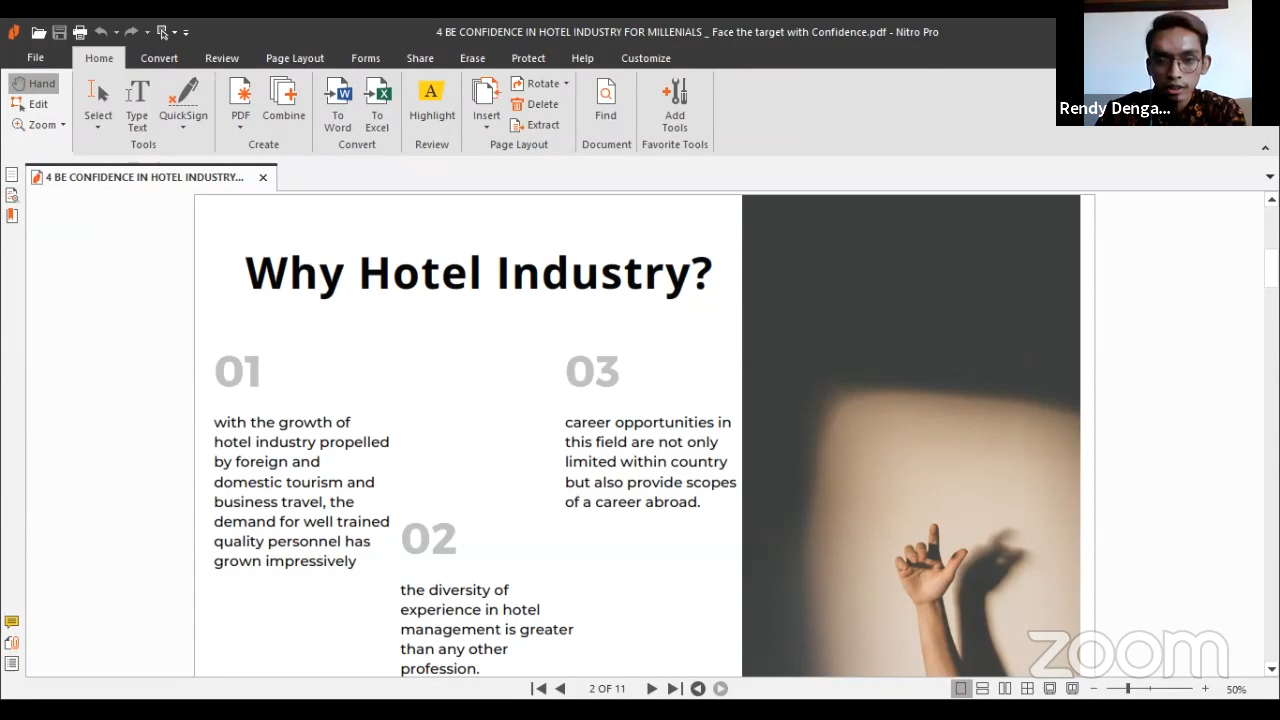 4 BE CONFIDENCE IN HOTEL INDUSTRY FOR MILLENIALS _ Face the target with Confidence.pdf - Nitro Pro
File Home Convert Review Page Layout Forms Share Erase Protect Help Customize
Hand
Edit
Zoom
Select
Type Text
QuickSign
Tools
PDF
Combine
Create
To Word
To Excel
Convert
A
Highlight
Review
Insert
Rotate
Delete
Extract
Page Layout
Find
Document
Add Tools
Favorite Tools
Rendy Denga...
4 BE CONFIDENCE IN HOTEL INDUSTRY...
Why Hotel Industry?
01
with the growth of
hotel industry propelled
by foreign and
domestic tourism and
business travel, the
demand for well trained
quality personnel has
grown impressively
02
the diversity of
experience in hotel
management is greater
than any other
profession.
03
career opportunities in
this field are not only
limited within country
but also provide scopes
of a career abroad.
zoom
2 OF 11
50%